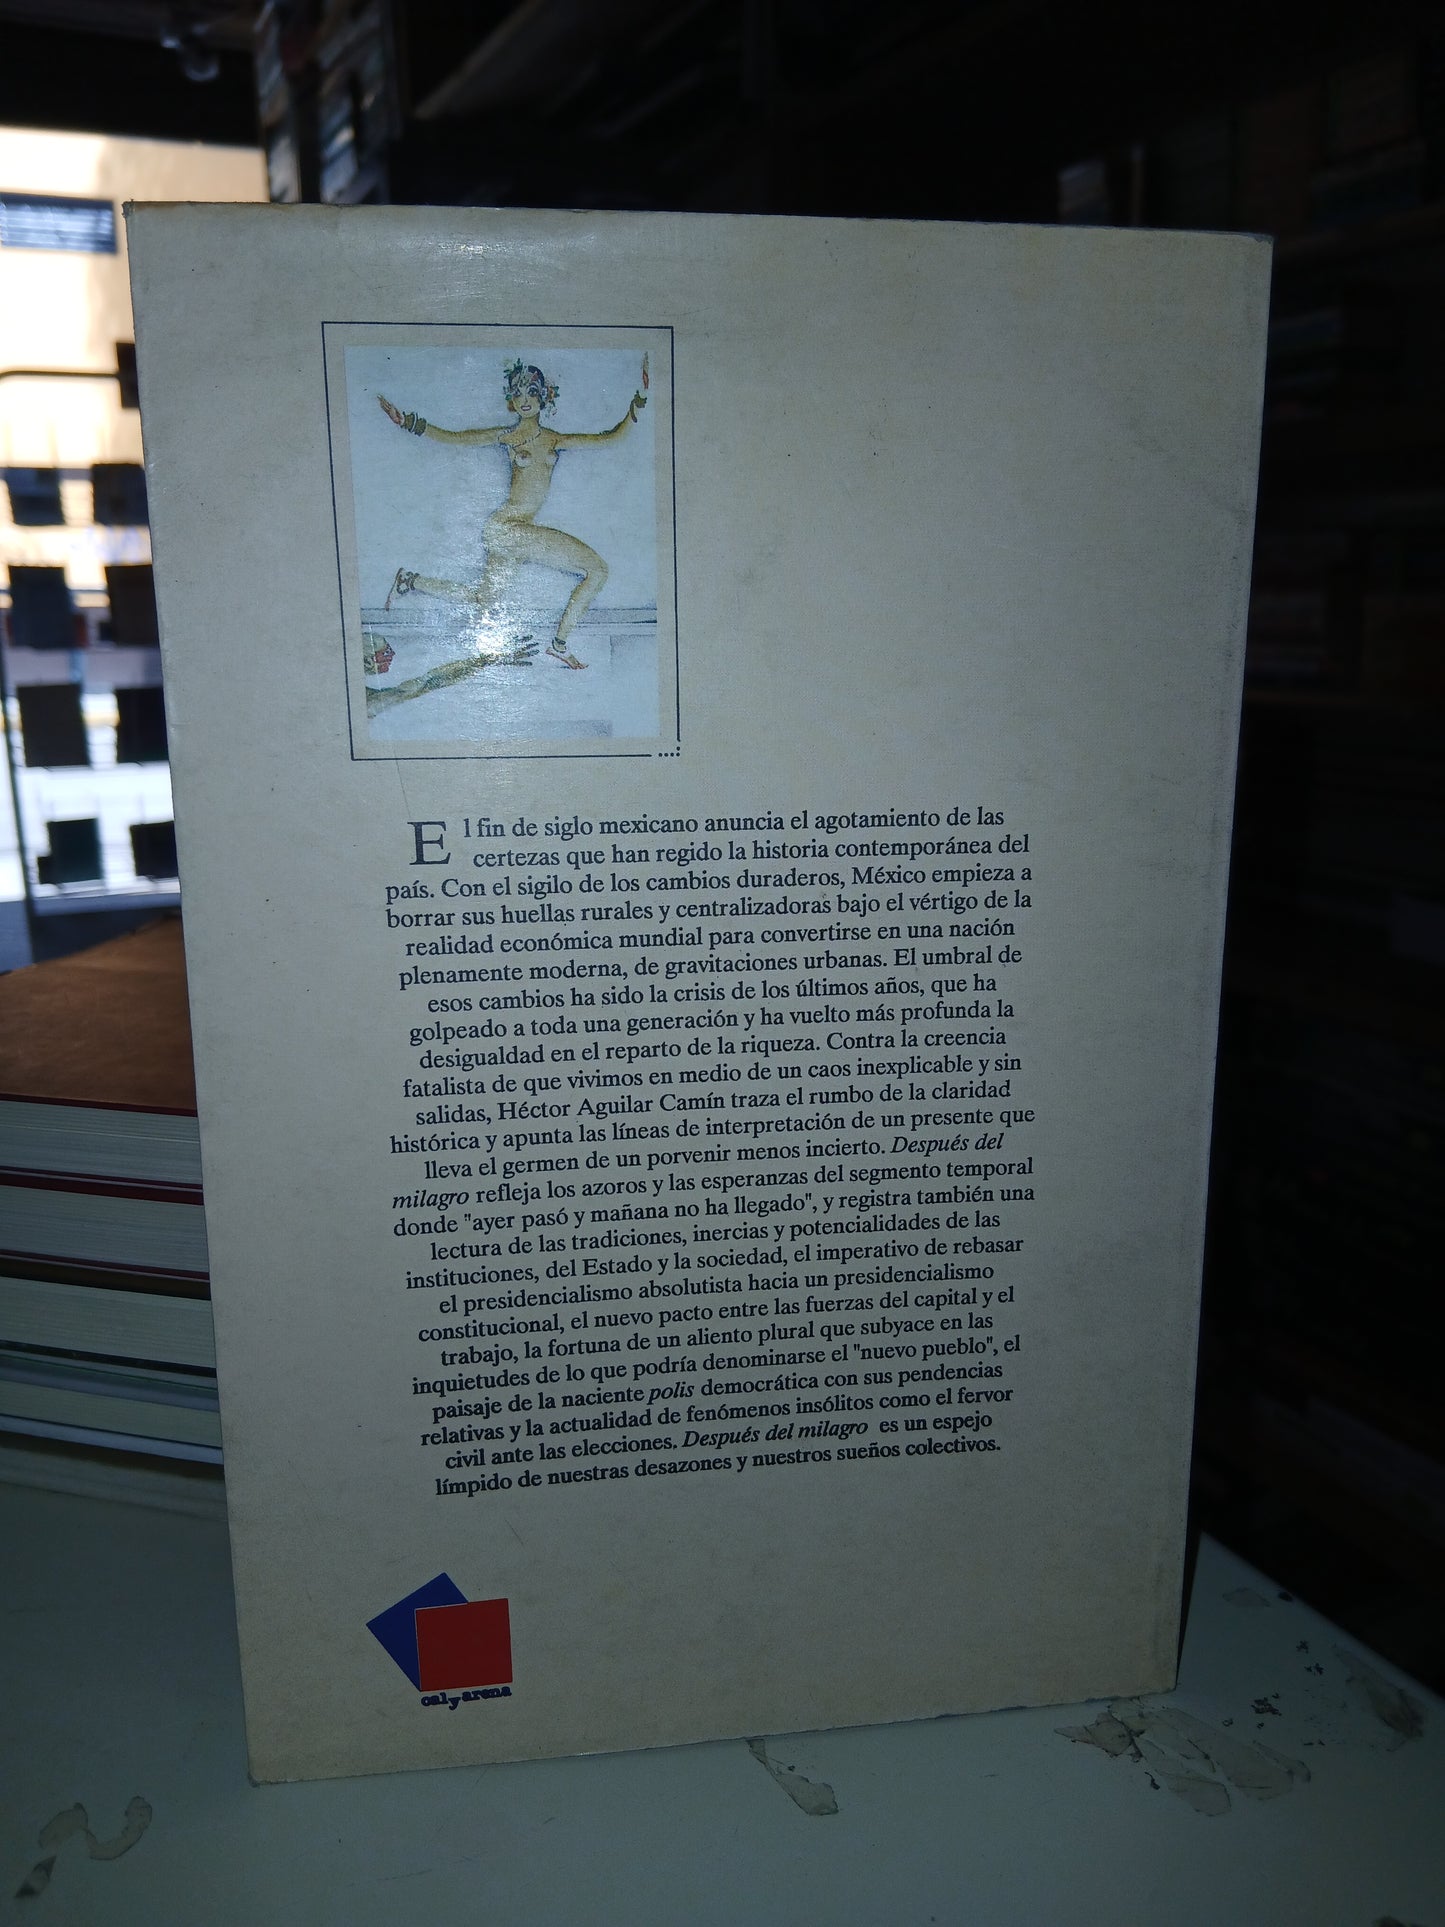 El fin de siglo mexicano anuncia el agotamiento de las
certezas que han regido la historia contemporánea del
país. Con el sigilo de los cambios duraderos, México empieza a
borrar sus huellas rurales y centralizadoras bajo el vértigo de la
realidad económica mundial para convertirse en una nación
plenamente moderna, de gravitaciones urbanas. El umbral de
esos cambios ha sido la crisis de los últimos años, que ha
golpeado a toda una generación y ha vuelto más profunda la
desigualdad en el reparto de la riqueza. Contra la creencia
fatalista de que vivimos en medio de un caos inexplicable y sin
salidas, Héctor Aguilar Camín traza el rumbo de la claridad
histórica y apunta las líneas de interpretación de un presente que
lleva el germen de un porvenir menos incierto. Después del
milagro refleja los azoros y las esperanzas del segmento temporal
donde "ayer pasó y mañana no ha llegado", y registra también una
lectura de las tradiciones, inercias y potencialidades de las
instituciones, del Estado y la sociedad, el imperativo de rebasar
el presidencialismo absolutista hacia un presidencialismo
constitucional, el nuevo pacto entre las fuerzas del capital y el
trabajo, la fortuna de un aliento plural que subyace en las
inquietudes de lo que podría denominarse el "nuevo pueblo", el
paisaje de la naciente polis democrática con sus pendencias
relativas y la actualidad de fenómenos insólitos como el fervor
civil ante las elecciones. Después del milagro es un espejo
límpido de nuestras desazones y nuestros sueños colectivos.
cal y arena